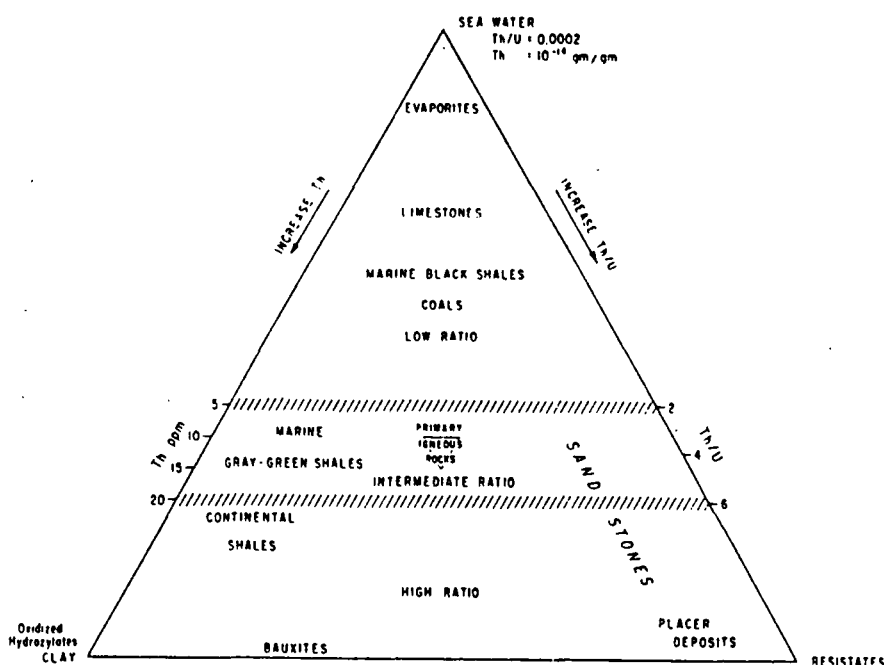 SEA WATER
Th/U = 0.0002
Th = gm/gm
EVAPORITES
INCREASE Th
INCREASE Th/U
LIMESTONES
MARINE BLACK SHALES
COALS
LOW RATIO
5
2
Th ppm
10
15
20
Th/U
4
6
MARINE
GRAY-GREEN SHALES
PRIMARY
IGNEOUS
ROCKS
INTERMEDIATE RATIO
SAND STONES
CONTINENTAL
SHALES
HIGH RATIO
PLACER
DEPOSITS
Oxidized
Hydrozylates
CLAY
BAUXITES
RESISTATES